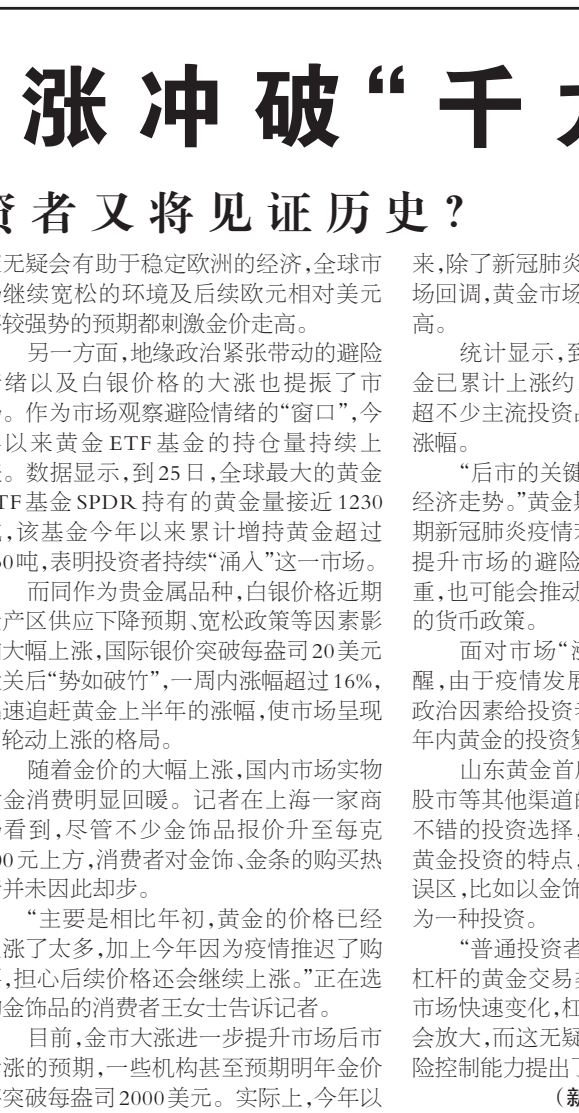 涨冲破“千
资者又将见证历史？
无疑会有助于稳定欧洲的经济,全球市
继续宽松的环境及后续欧元相对美元
较强势的预期都刺激金价走高。
另一方面,地缘政治紧张带动的避险
绪以及白银价格的大涨也提振了市
。作为市场观察避险情绪的“窗口”,今
以来黄金ETF基金的持仓量持续上
。数据显示,到25日,全球最大的黄金
TF基金SPDR持有的黄金量接近1230
,该基金今年以来累计增持黄金超过
0吨,表明投资者持续“涌入”这一市场。
而同作为贵金属品种,白银价格近期
产区供应下降预期、宽松政策等因素影
大幅上涨,国际银价突破每盎司20美元
关后“势如破竹”,一周内涨幅超过16%,
速追赶黄金上半年的涨幅,使市场呈现
轮动上涨的格局。
随着金价的大幅上涨,国内市场实物
金消费明显回暖。记者在上海一家商
看到,尽管不少金饰品报价升至每克
00元上方,消费者对金饰、金条的购买热
并未因此却步。
“主要是相比年初,黄金的价格已经
涨了太多,加上今年因为疫情推迟了购
,担心后续价格还会继续上涨。”正在选
金饰品的消费者王女士告诉记者。
目前,金市大涨进一步提升市场后市
涨的预期,一些机构甚至预期明年金价
突破每盎司2000美元。实际上,今年以
来,除了新冠肺炎
场回调,黄金市场
高。
统计显示,到
金已累计上涨约
超不少主流投资品
涨幅。
“后市的关键
经济走势。”黄金期
期新冠肺炎疫情
提升市场的避险
重,也可能会推动
的货币政策。
面对市场“
醒,由于疫情发展
政治因素给投资者
年内黄金的投资
山东黄金首席
股市等其他渠道的
不错的投资选择,
黄金投资的特点,
误区,比如以金饰
为一种投资。
“普通投资者
杠杆的黄金交易
市场快速变化,杠
会放大,而这无疑
险控制能力提出了
(新